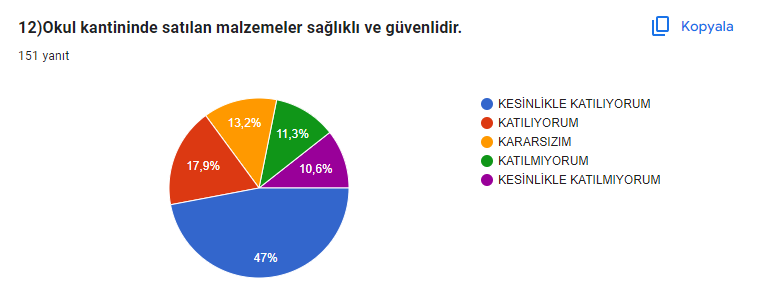 12)Okul kantininde satılan malzemeler sağlıklı ve güvenlidir.
Kopyala
151 yanıt
KESİNLİKLE KATILIYORUM
KATILIYORUM
KARARSIZIM
KATILMIYORUM
KESİNLİKLE KATILMIYORUM
13,2%
11,3%
17,9%
10,6%
47%